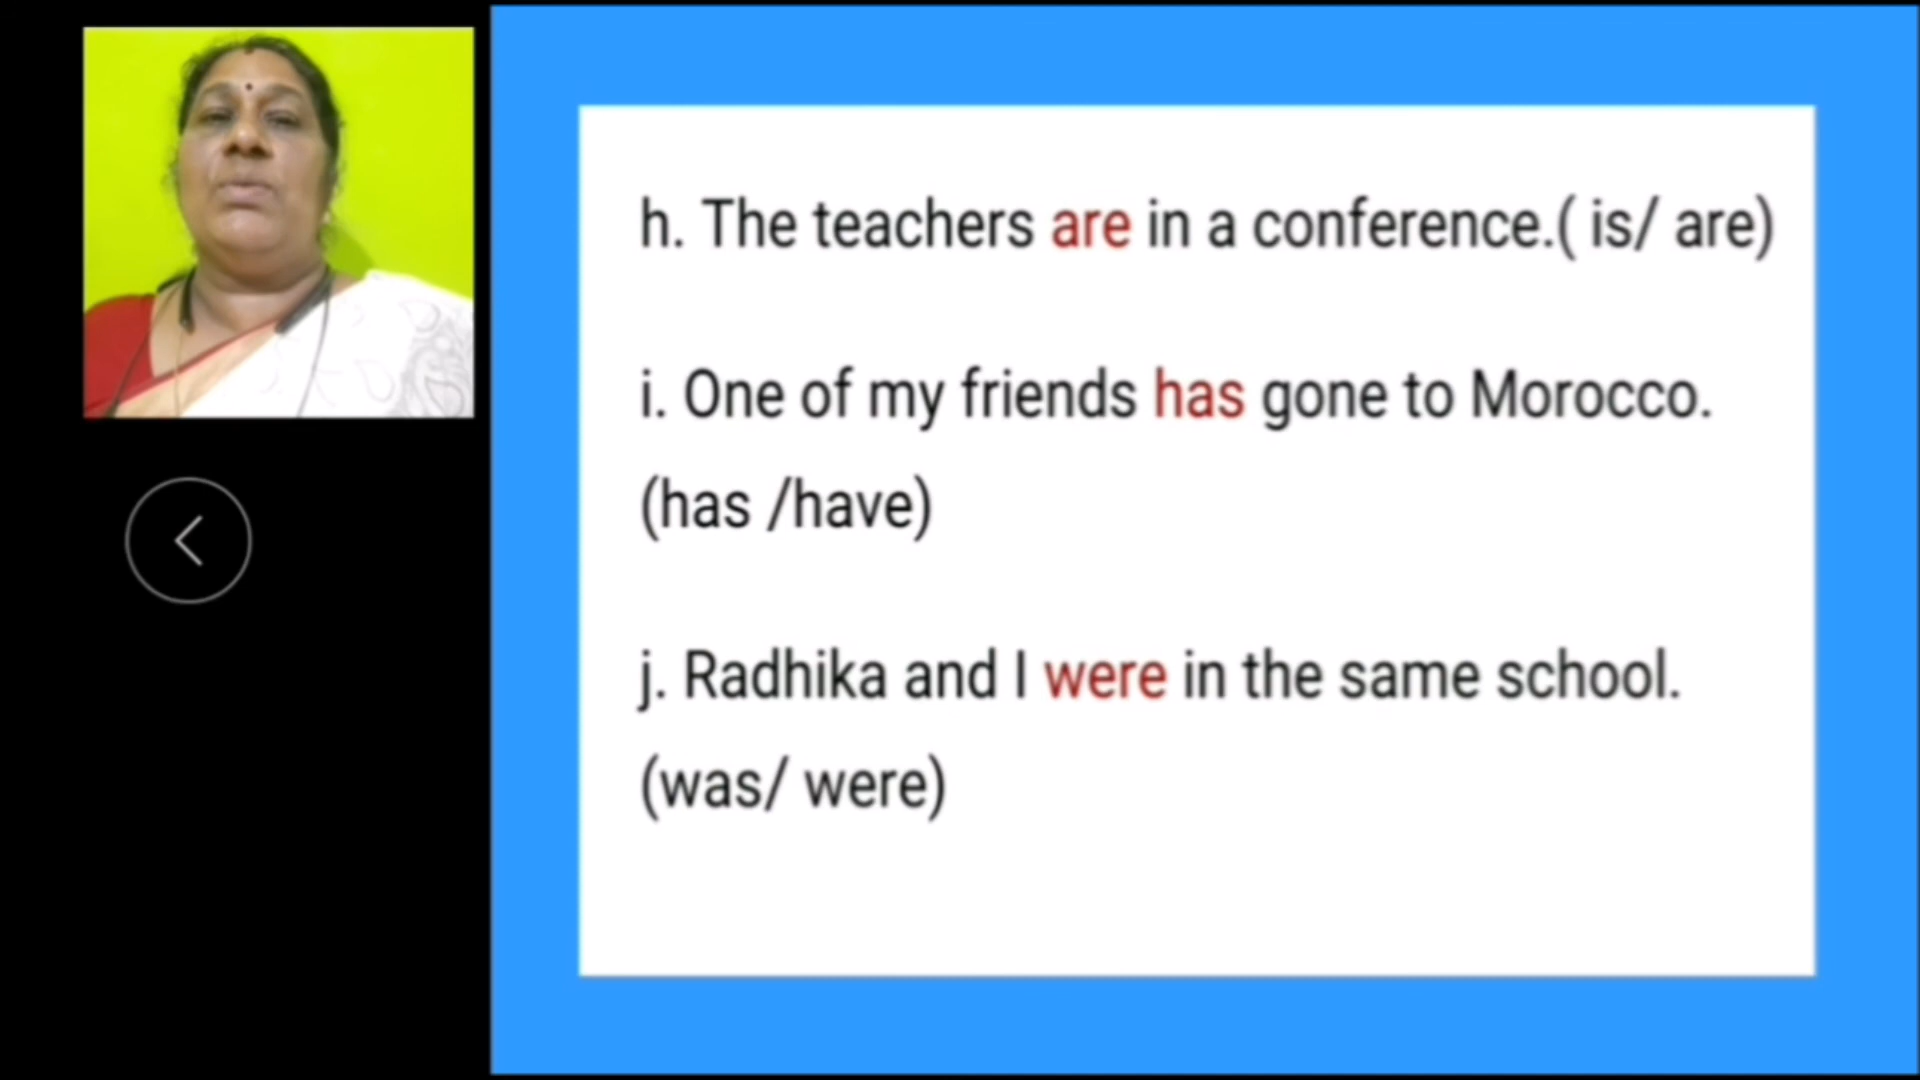 h. The teachers are in a conference.( is/ are)
i. One of my friends has gone to Morocco.
(has /have)
j. Radhika and I were in the same school.
(was/ were)